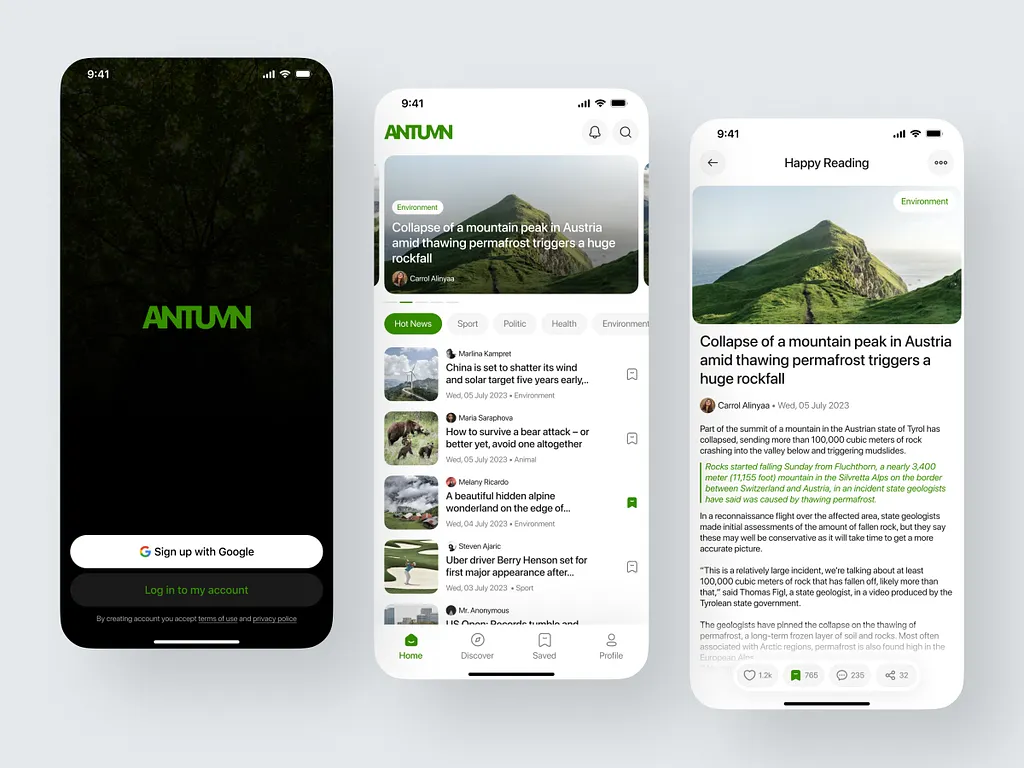 9:41
ANTUVN
Sign up with Google
Log in to my account
By creating account you accept terms of use and privacy police
9:41
ANTUVN
Environment
Collapse of a mountain peak in Austria
amid thawing permafrost triggers a huge
rockfall
Carrol Alinyaa
Hot News
Sport
Politic
Health
Environment
Marlina Kampret
China is set to shatter its wind
and solar target five years early,..
Wed, 05 July 2023 • Environment
Maria Saraphova
How to survive a bear attack – or
better yet, avoid one altogether
Wed, 05 July 2023 • Animal
Melany Ricardo
A beautiful hidden alpine
wonderland on the edge of...
Wed, 04 July 2023 • Environment
Steven Ajaric
Uber driver Berry Henson set for
first major appearance after...
Wed, 03 July 2023 • Sport
Mr. Anonymous
US Open: Records tumble and
Home
Discover
Saved
Profile
9:41
Happy Reading
Environment
Collapse of a mountain peak in Austria
amid thawing permafrost triggers a
huge rockfall
Carrol Alinyaa • Wed, 05 July 2023
Part of the summit of a mountain in the Austrian state of Tyrol has
collapsed, sending more than 100,000 cubic meters of rock
crashing into the valley below and triggering mudslides.
Rocks started falling Sunday from Fluchthorn, a nearly 3,400
meter (11,155 foot) mountain in the Silvretta Alps on the border
between Switzerland and Austria, in an incident state geologists
have said was caused by thawing permafrost.
In a reconnaissance flight over the affected area, state geologists
made initial assessments of the amount of fallen rock, but they say
these may well be conservative as it will take time to get a more
accurate picture.
“This is a relatively large incident, we’re talking about at least
100,000 cubic meters of rock that has fallen off, likely more than
that,” said Thomas Figl, a state geologist, in a video produced by the
Tyrolean state government.
The geologists have pinned the collapse on the thawing of
permafrost, a long-term frozen layer of soil and rocks. Most often
associated with Arctic regions, permafrost is also found high in the
European Alps.
1.2k
765
235
32